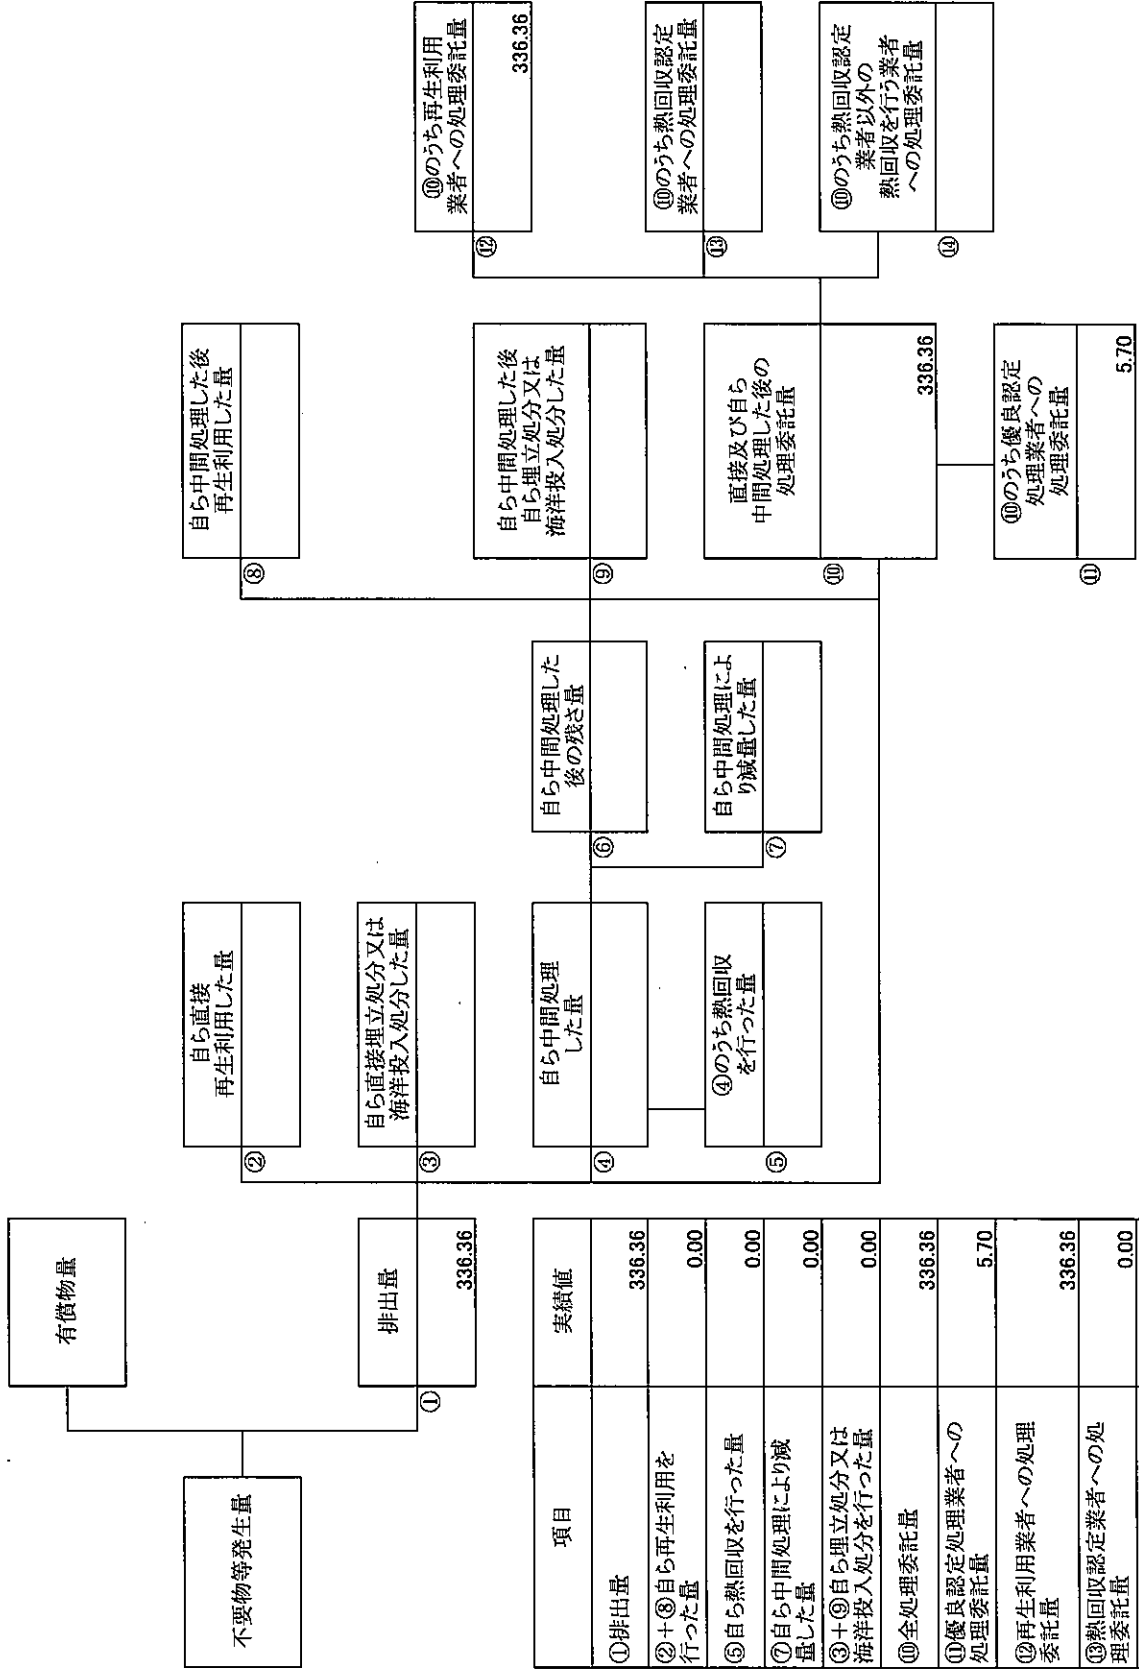 不要物等発生量
有償物量
排出量
①
336.36
自ら直接
再生利用した量
②
自ら直接埋立処分又は
海洋投入処分した量
③
自ら中間処理
した量
④
④のうち熱回収
を行った量
⑤
自ら中間処理した
後の残さ量
⑥
自ら中間処理によ
り減量した量
⑦
自ら中間処理した後
再生利用した量
⑧
自ら中間処理した後
自ら埋立処分又は
海洋投入処分した量
⑨
直接及び自ら
中間処理した後の
処理委託量
⑩
336.36
⑩のうち優良認定
処理業者への
処理委託量
⑪
5.70
⑩のうち再生利用
業者への処理委託量
⑫
336.36
⑩のうち熱回収認定
業者への処理委託量
⑬
⑩のうち熱回収認定
業者以外の
熱回収を行う業者
への処理委託量
⑭
項目 実績値
①排出量 336.36
②+⑧自ら再生利用を
行った量 0.00
⑤自ら熱回収を行った量 0.00
⑦自ら中間処理により減
量した量 0.00
③+⑨自ら埋立処分又は
海洋投入処分を行った量 0.00
⑩全処理委託量 336.36
⑪優良認定処理業者への
処理委託量 5.70
⑫再生利用業者への処理
委託量 336.36
⑬熱回収認定業者への処
理委託量 0.00